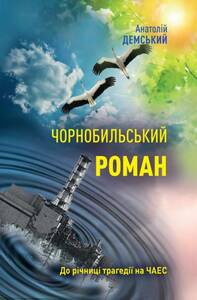 Анатолій
ДЕМСЬКИЙ
ЧОРНОБИЛЬСЬКИЙ
РОМАН
До річниці трагедії на ЧАЕС